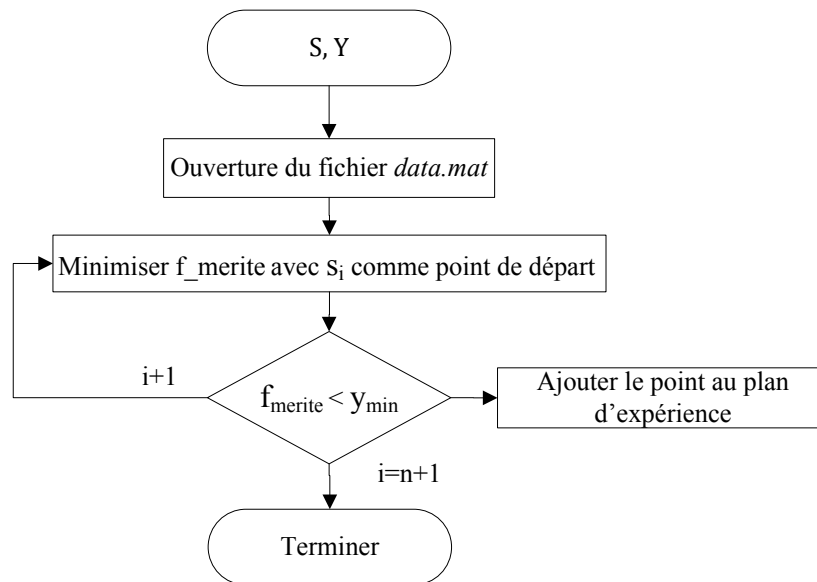 S, Y
Ouverture du fichier data.mat
Minimiser f_merite avec sᵢ comme point de départ
i+1
fmerite < ymin
Ajouter le point au plan
d'expérience
i=n+1
Terminer